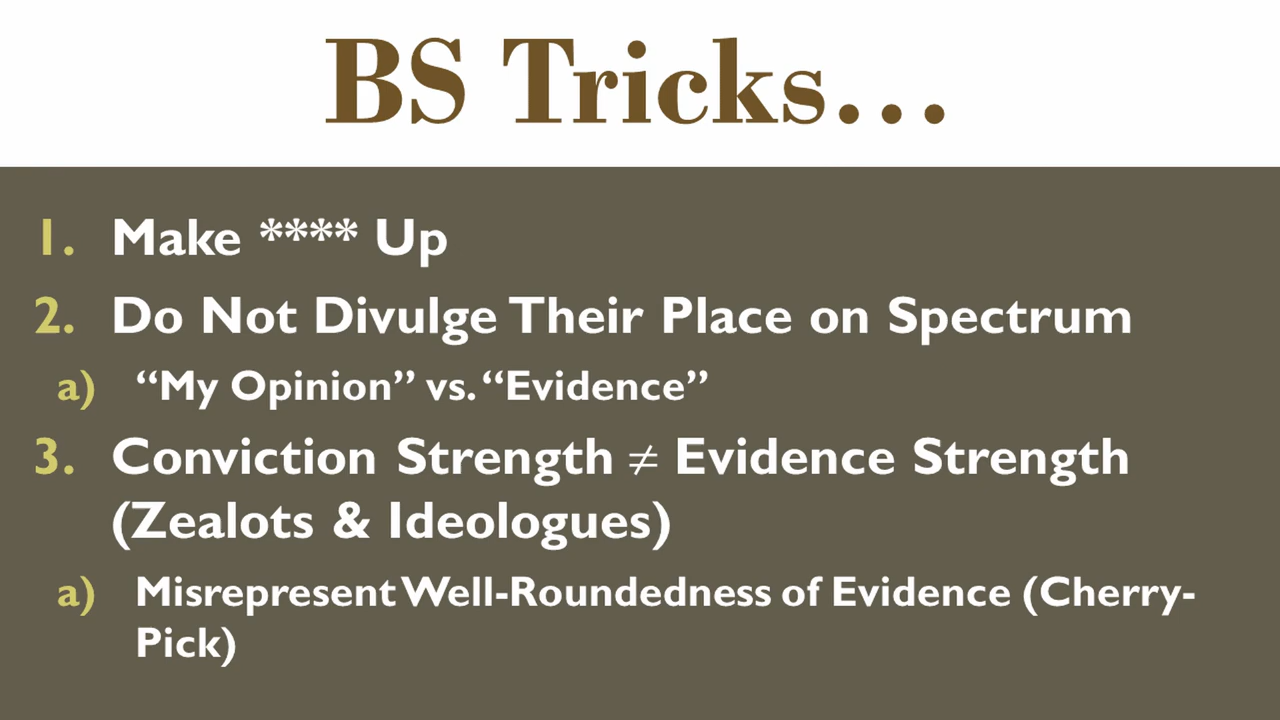 BS Tricks...
1. Make **** Up
2. Do Not Divulge Their Place on Spectrum
a) “My Opinion” vs. “Evidence”
3. Conviction Strength ≠ Evidence Strength
(Zealots & Ideologues)
a) Misrepresent Well-Roundedness of Evidence (Cherry-
Pick)